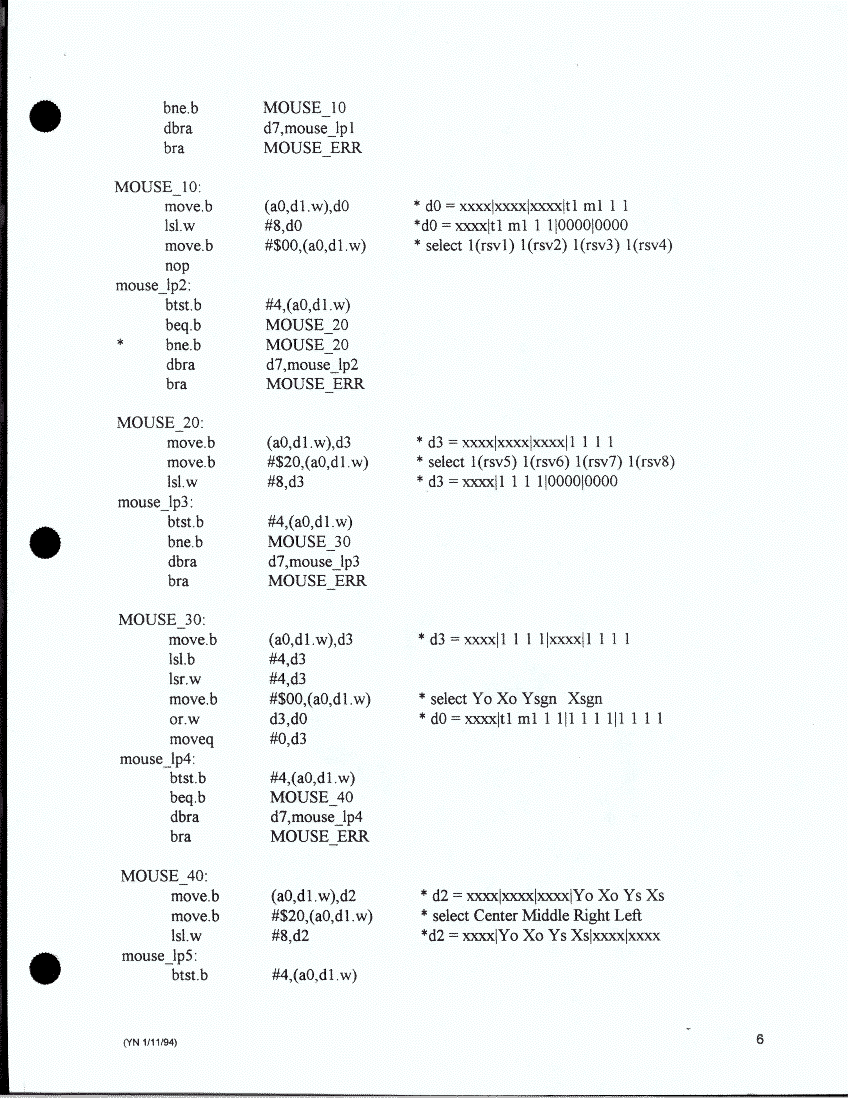 bne.b MOUSE_10
dbra d7,mouse_lp1
bra MOUSE_ERR
MOUSE_10:
move.b (a0,d1.w),d0 * d0 = xxxx|xxxx|xxxx|t1 m1 1 1
lsl.w #8,d0 *d0 = xxxx|t1 m1 1 1|0000|0000
move.b #$00,(a0,d1.w) * select 1(rsv1) 1(rsv2) 1(rsv3) 1(rsv4)
nop
mouse_lp2:
btst.b #4,(a0,d1.w)
beq.b MOUSE_20
* bne.b MOUSE_20
dbra d7,mouse_lp2
bra MOUSE_ERR
MOUSE_20:
move.b (a0,d1.w),d3 * d3 = xxxx|xxxx|xxxx|1 1 1 1
move.b #$20,(a0,d1.w) * select 1(rsv5) 1(rsv6) 1(rsv7) 1(rsv8)
lsl.w #8,d3 * d3 = xxxx|1 1 1 1|0000|0000
mouse_lp3:
btst.b #4,(a0,d1.w)
bne.b MOUSE_30
dbra d7,mouse_lp3
bra MOUSE_ERR
MOUSE_30:
move.b (a0,d1.w),d3 * d3 = xxxx|1 1 1 1|xxxx|1 1 1 1
lsl.b #4,d3
lsr.w #4,d3
move.b #$00,(a0,d1.w) * select Yo Xo Ysgn Xsgn
or.w d3,d0 * d0 = xxxx|t1 m1 1 1|1 1 1 1|1 1 1 1
moveq #0,d3
mouse_lp4:
btst.b #4,(a0,d1.w)
beq.b MOUSE_40
dbra d7,mouse_lp4
bra MOUSE_ERR
MOUSE_40:
move.b (a0,d1.w),d2 * d2 = xxxx|xxxx|xxxx|Yo Xo Ys Xs
move.b #$20,(a0,d1.w) * select Center Middle Right Left
lsl.w #8,d2 *d2 = xxxx|Yo Xo Ys Xs|xxxx|xxxx
mouse_lp5:
btst.b #4,(a0,d1.w)
(YN 1/11/94) 6